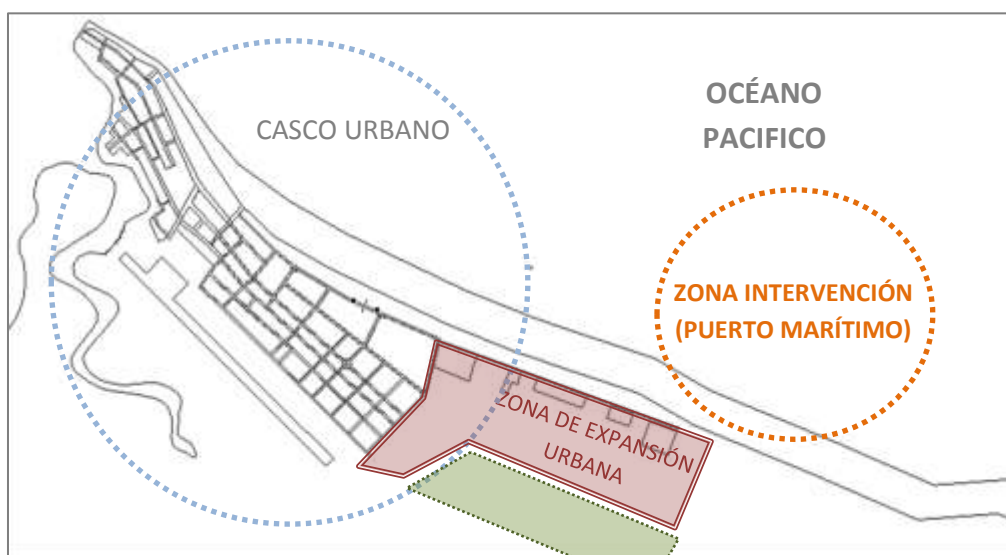 OCÉANO
PACIFICO
CASCO URBANO
ZONA INTERVENCIÓN
(PUERTO MARÍTIMO)
ZONA DE EXPANSIÓN
URBANA